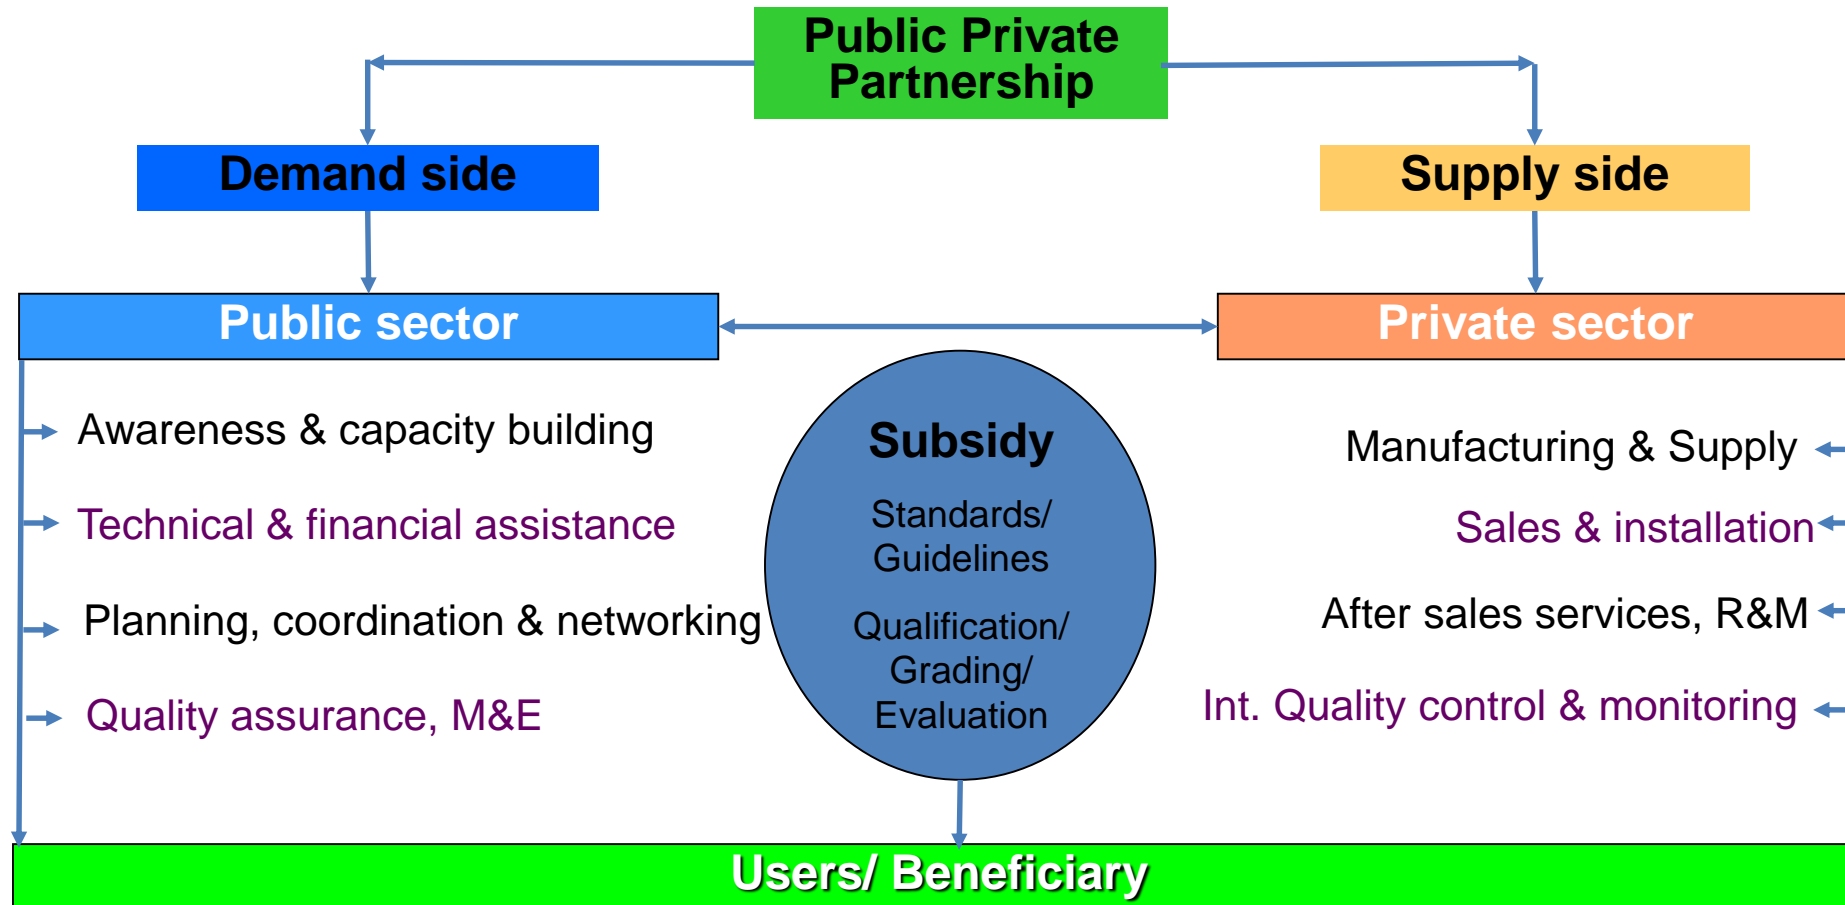 Public Private
Partnership
Demand side
Supply side
Public sector
Private sector
Awareness & capacity building
Technical & financial assistance
Planning, coordination & networking
Quality assurance, M&E
Subsidy
Standards/
Guidelines
Qualification/
Grading/
Evaluation
Manufacturing & Supply
Sales & installation
After sales services, R&M
Int. Quality control & monitoring
Users/ Beneficiary